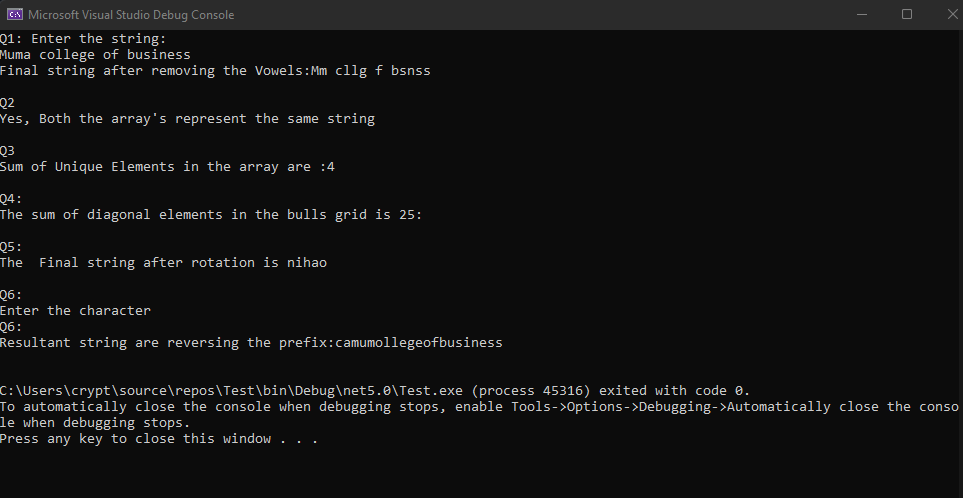 Microsoft Visual Studio Debug Console
Q1: Enter the string:
Muma college of business
Final string after removing the Vowels:Mm cllg f bsnss
Q2
Yes, Both the array's represent the same string
Q3
Sum of Unique Elements in the array are :4
Q4:
The sum of diagonal elements in the bulls grid is 25:
Q5:
The  Final string after rotation is nihao
Q6:
Enter the character
Q6:
Resultant string are reversing the prefix:camumollegeofbusiness
C:\Users\crypt\source\repos\Test\bin\Debug\net5.0\Test.exe (process 45316) exited with code 0.
To automatically close the console when debugging stops, enable Tools->Options->Debugging->Automatically close the conso
le when debugging stops.
Press any key to close this window . . .